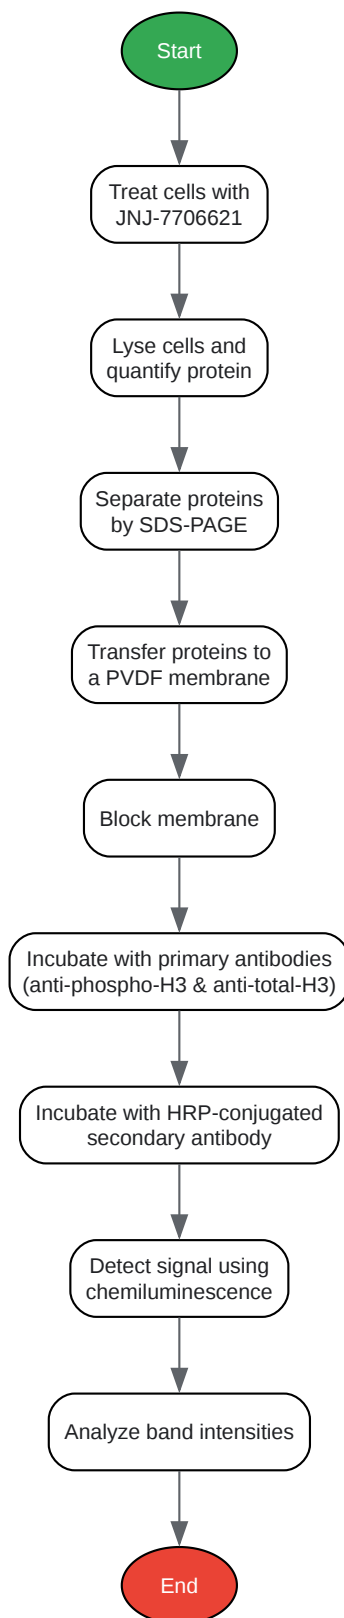 Start
Treat cells with
JNJ-7706621
Lyse cells and
quantify protein
Separate proteins
by SDS-PAGE
Transfer proteins to
a PVDF membrane
Block membrane
Incubate with primary antibodies
(anti-phospho-H3 & anti-total-H3)
Incubate with HRP-conjugated
secondary antibody
Detect signal using
chemiluminescence
Analyze band intensities
End